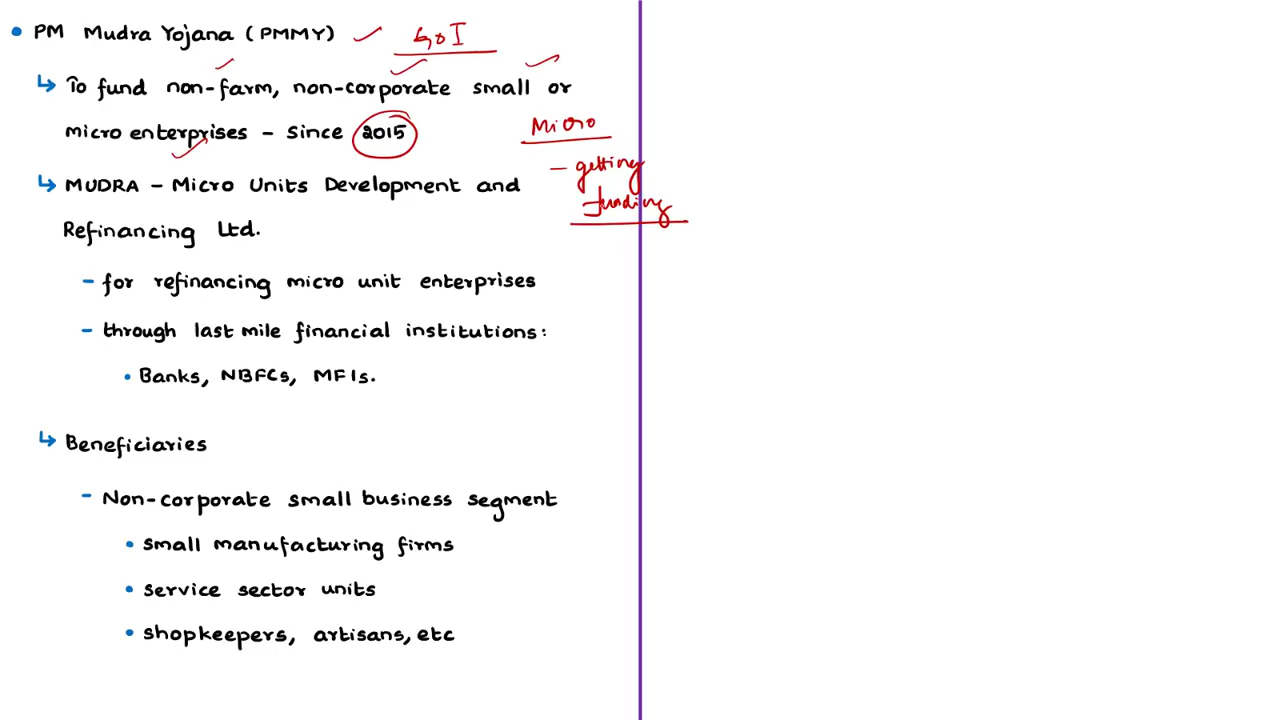 • PM Mudra Yojana (PMMY) ✓ GoI
↳ To fund non-farm, non-corporate small or
micro enterprises - Since 2015
Micro
- getting
funding
↳ MUDRA - Micro Units Development and
Refinancing Ltd.
- for refinancing micro unit enterprises
- through last mile financial institutions:
• Banks, NBFCs, MFIs.
↳ Beneficiaries
- Non-corporate small business segment
• small manufacturing firms
• service sector units
• shopkeepers, artisans, etc